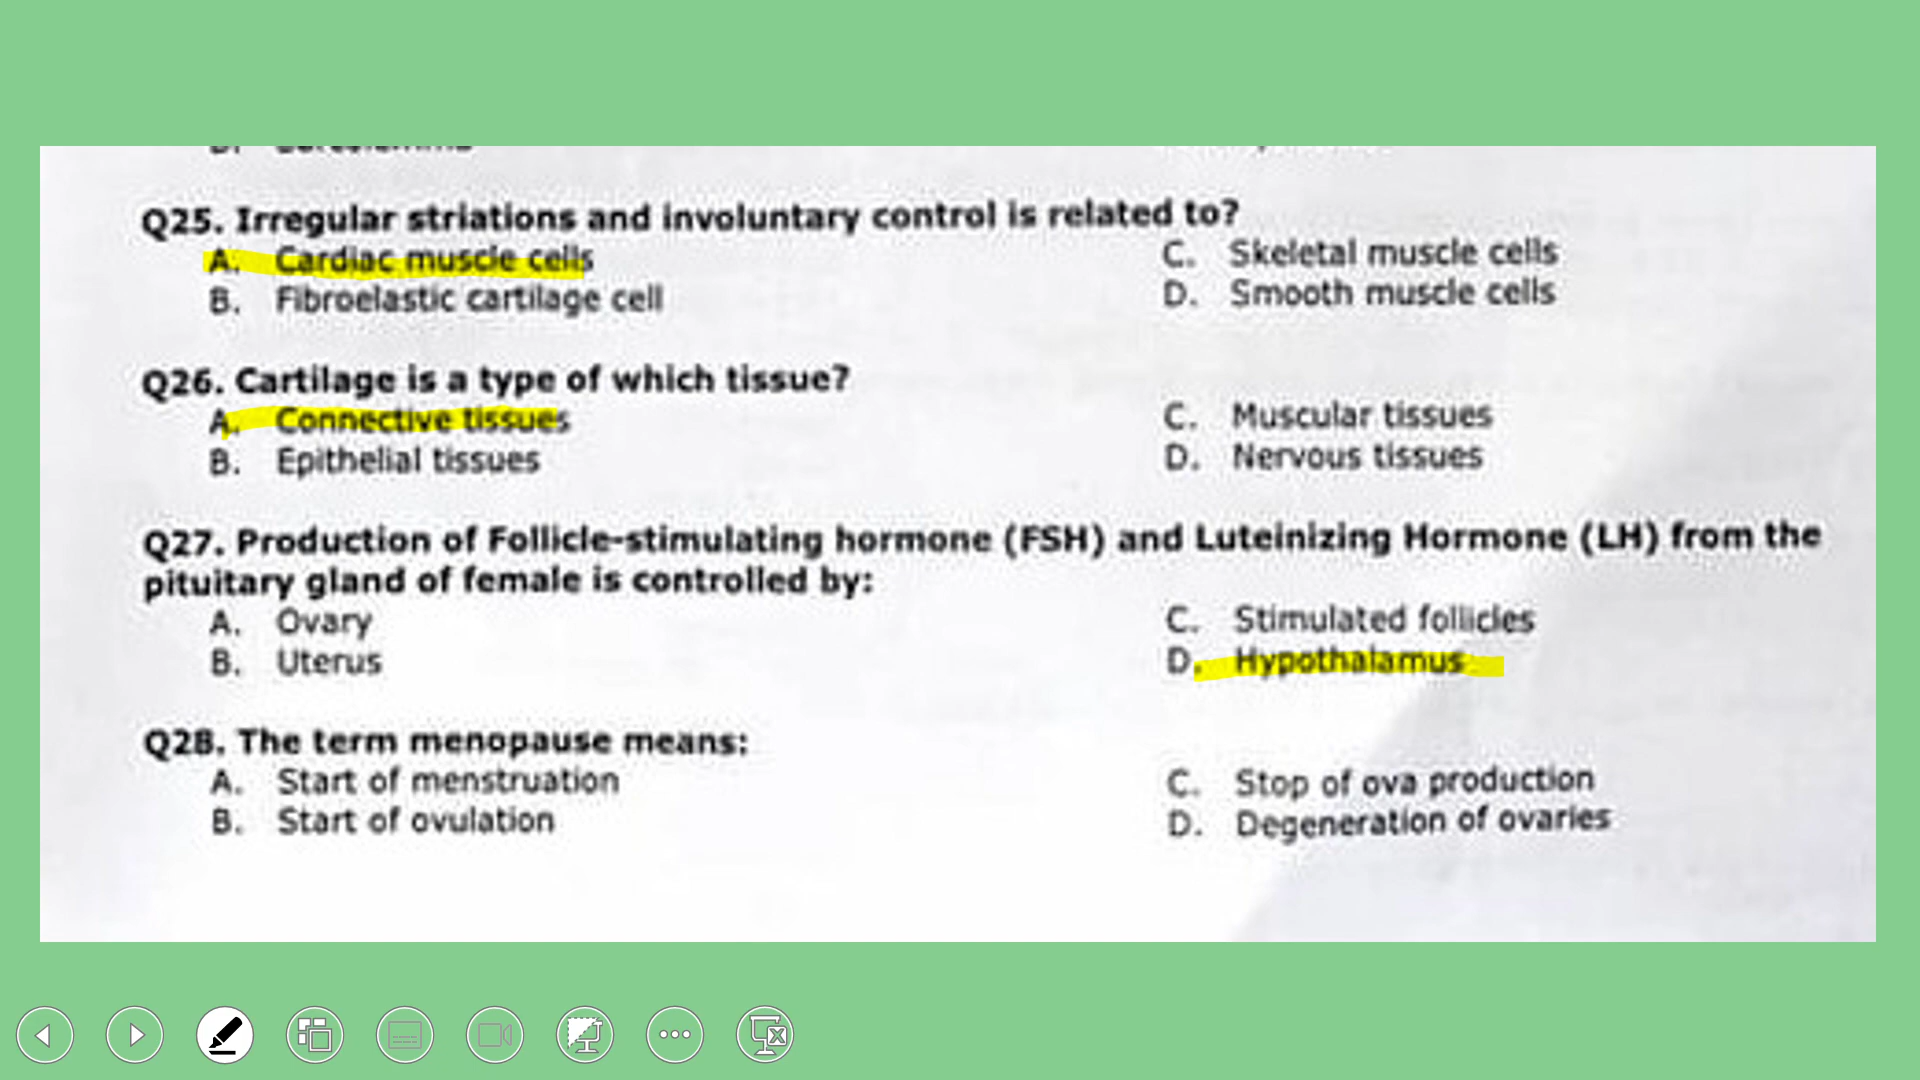 Q25. Irregular striations and involuntary control is related to?
A. Cardiac muscle cells
C. Skeletal muscle cells
B. Fibroelastic cartilage cell
D. Smooth muscle cells
Q26. Cartilage is a type of which tissue?
A. Connective tissues
C. Muscular tissues
B. Epithelial tissues
D. Nervous tissues
Q27. Production of Follicle-stimulating hormone (FSH) and Luteinizing Hormone (LH) from the
pituitary gland of female is controlled by:
A. Ovary
C. Stimulated follicles
B. Uterus
D. Hypothalamus
Q28. The term menopause means:
A. Start of menstruation
C. Stop of ova production
B. Start of ovulation
D. Degeneration of ovaries